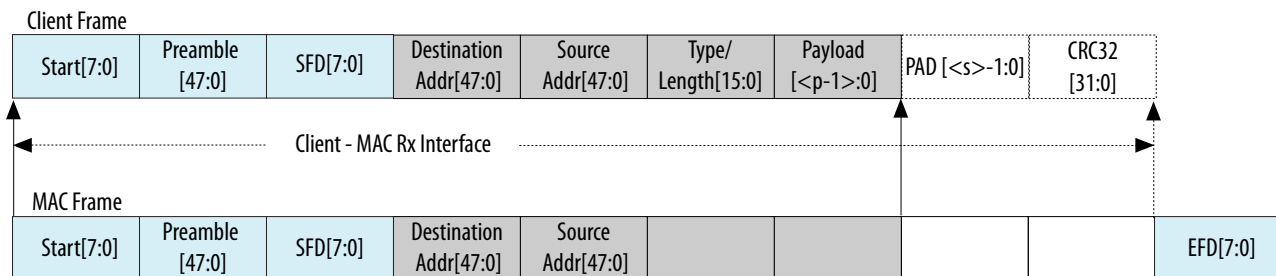 Client Frame
Start[7:0]
Preamble
[47:0]
SFD[7:0]
Destination
Addr[47:0]
Source
Addr[47:0]
Type/
Length[15:0]
Payload
[<p-1>:0]
PAD [<s>-1:0]
CRC32
[31:0]
Client - MAC Rx Interface
MAC Frame
Start[7:0]
Preamble
[47:0]
SFD[7:0]
Destination
Addr[47:0]
Source
Addr[47:0]
EFD[7:0]